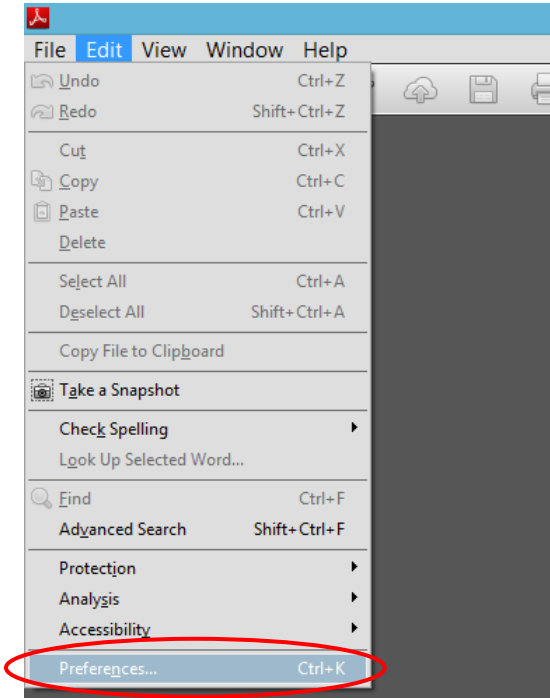 File Edit View Window Help
Undo Ctrl+Z
Redo Shift+Ctrl+Z
Cut Ctrl+X
Copy Ctrl+C
Paste Ctrl+V
Delete
Select All Ctrl+A
Deselect All Shift+Ctrl+A
Copy File to Clipboard
Take a Snapshot
Check Spelling
Look Up Selected Word...
Find Ctrl+F
Advanced Search Shift+Ctrl+F
Protection
Analysis
Accessibility
Preferences... Ctrl+K